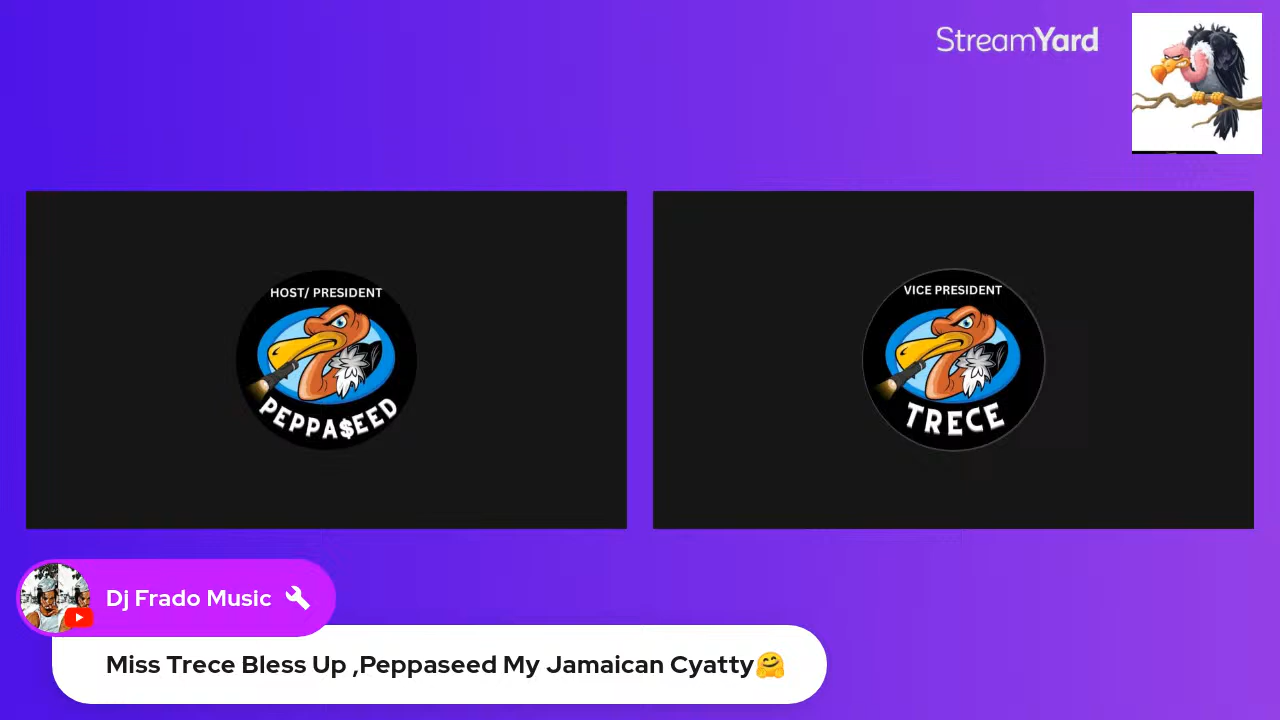 StreamYard
HOST/ PRESIDENT
PEPPA$EED
VICE PRESIDENT
TRECE
Dj Frado Music
Miss Trece Bless Up ,Peppaseed My Jamaican Cyatty🤗